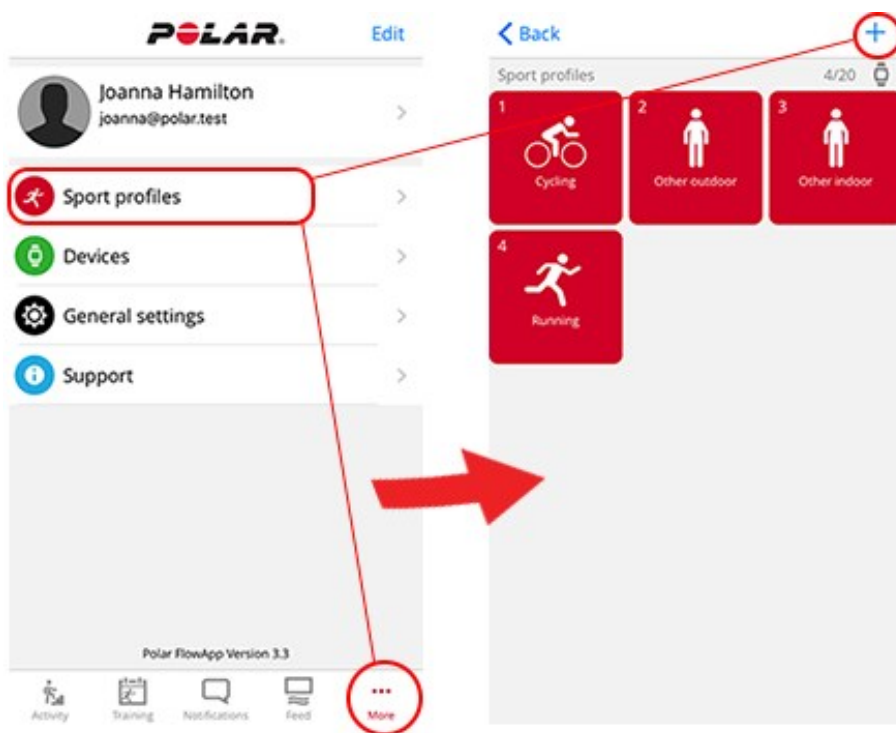 POLAR.
Edit
Joanna Hamilton
joanna@polar.test
Sport profiles
Devices
General settings
Support
Polar FlowApp Version 3.3
Activity
Training
Notifications
Feed
More
Back
+
Sport profiles
4/20
1
Cycling
2
Other outdoor
3
Other indoor
4
Running